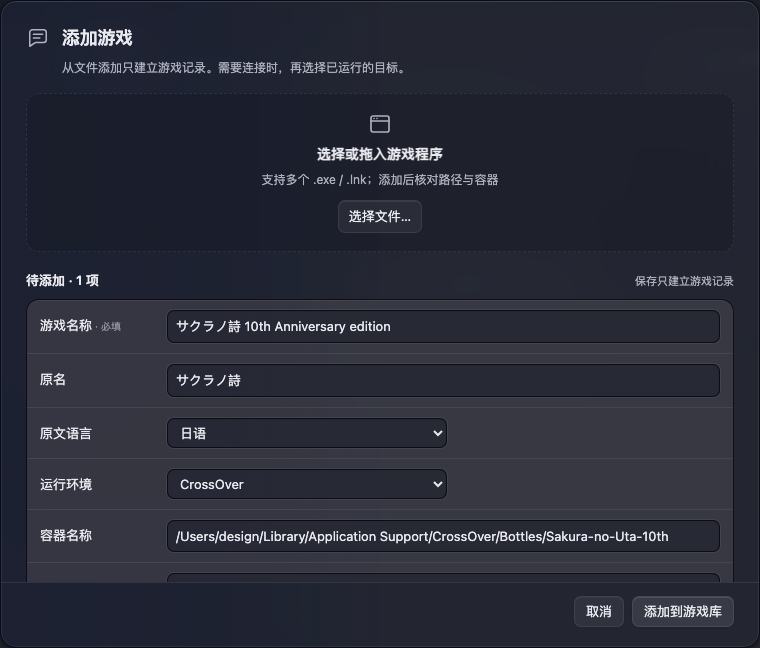 添加游戏
从文件添加只建立游戏记录。需要连接时，再选择已运行的目标。
选择或拖入游戏程序
支持多个 .exe / .lnk；添加后核对路径与容器
选择文件...
待添加 · 1 项
保存只建立游戏记录
游戏名称 · 必填
サクラノ詩 10th Anniversary edition
原名
サクラノ詩
原文语言
日语
运行环境
CrossOver
容器名称
/Users/design/Library/Application Support/CrossOver/Bottles/Sakura-no-Uta-10th
取消
添加到游戏库